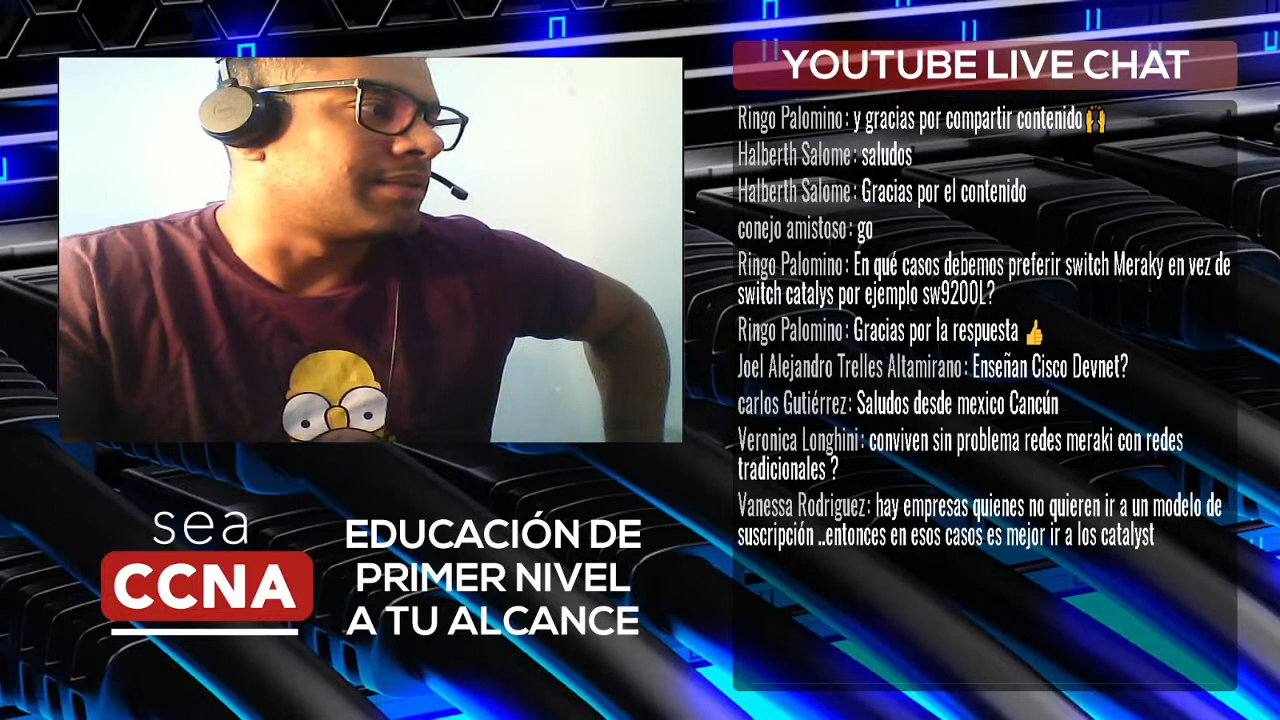 YOUTUBE LIVE CHAT
Ringo Palomino: y gracias por compartir contenido🙌
Halberth Salome: saludos
Halberth Salome: Gracias por el contenido
conejo amistoso: go
Ringo Palomino: En qué casos debemos preferir switch Meraky en vez de
switch catalys por ejemplo sw9200L?
Ringo Palomino: Gracias por la respuesta 👍
Joel Alejandro Trelles Altamirano: Enseñan Cisco Devnet?
carlos Gutiérrez: Saludos desde mexico Cancún
Veronica Longhini: conviven sin problema redes meraki con redes
tradicionales ?
Vanessa Rodriguez: hay empresas quienes no quieren ir a un modelo de
suscripción ..entonces en esos casos es mejor ir a los catalyst
sea
CCNA
EDUCACIÓN DE
PRIMER NIVEL
A TU ALCANCE